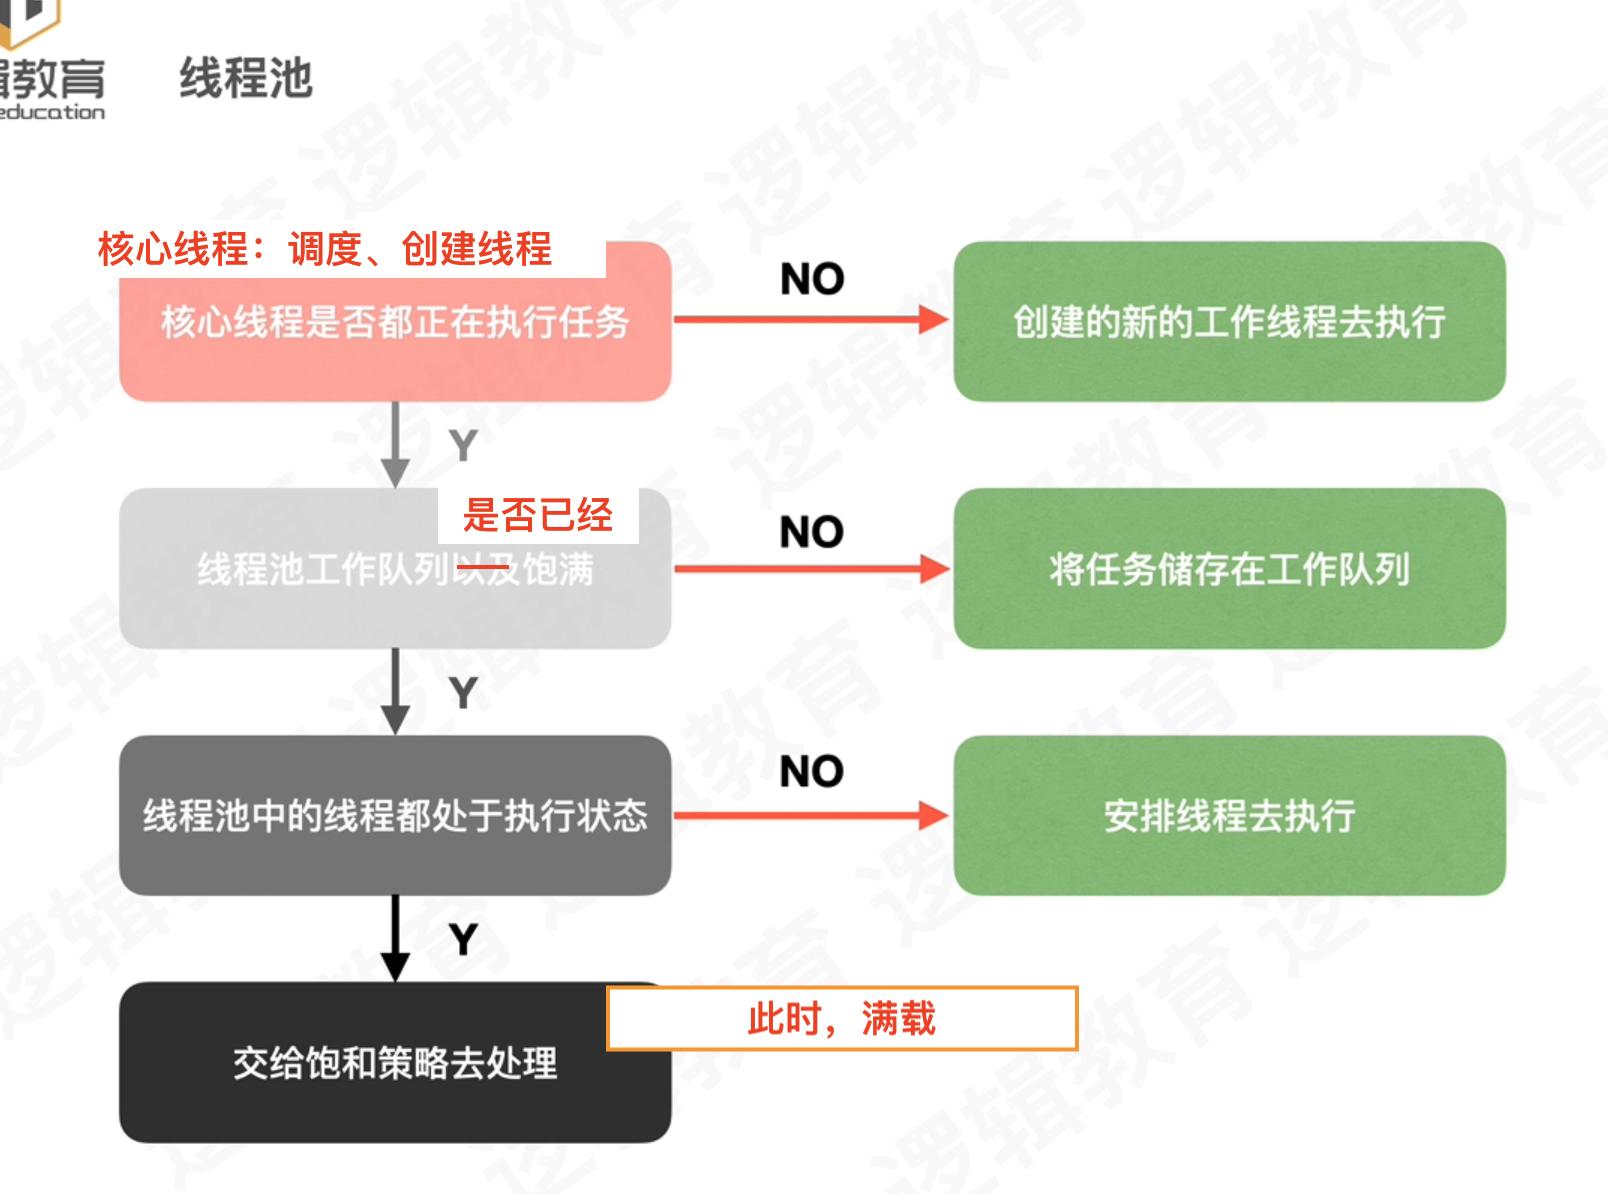 辑教育
education
线程池
核心线程：调度、创建线程
核心线程是否都正在执行任务
NO
创建的新的工作线程去执行
Y
是否已经
线程池工作队列以及饱满
NO
将任务储存在工作队列
Y
线程池中的线程都处于执行状态
NO
安排线程去执行
Y
此时，满载
交给饱和策略去处理
逻辑教育